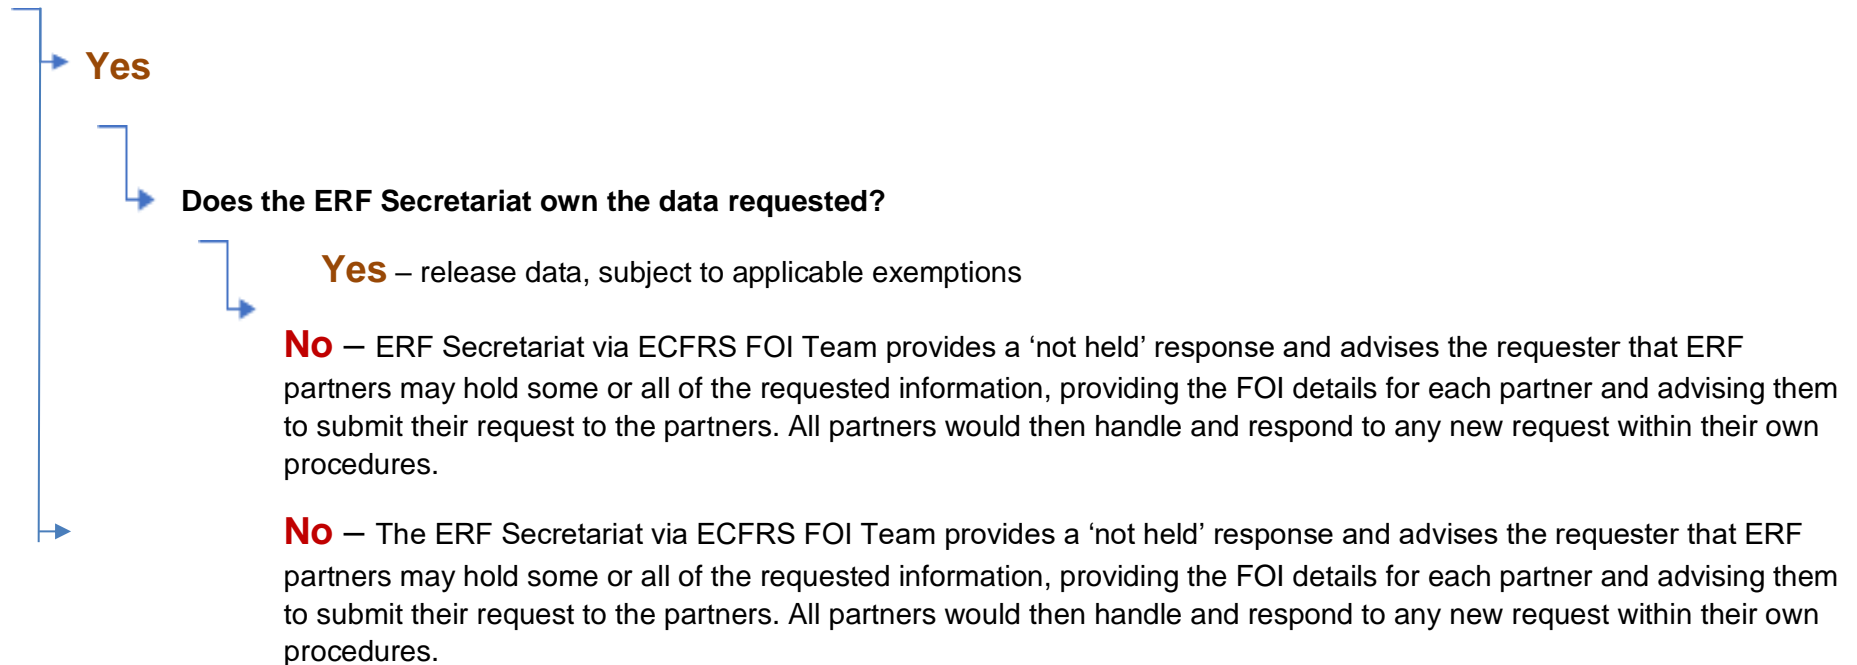 Yes
Does the ERF Secretariat own the data requested?
Yes – release data, subject to applicable exemptions
No – ERF Secretariat via ECFRS FOI Team provides a ‘not held’ response and advises the requester that ERF
partners may hold some or all of the requested information, providing the FOI details for each partner and advising them
to submit their request to the partners. All partners would then handle and respond to any new request within their own
procedures.
No – The ERF Secretariat via ECFRS FOI Team provides a ‘not held’ response and advises the requester that ERF
partners may hold some or all of the requested information, providing the FOI details for each partner and advising them
to submit their request to the partners. All partners would then handle and respond to any new request within their own
procedures.